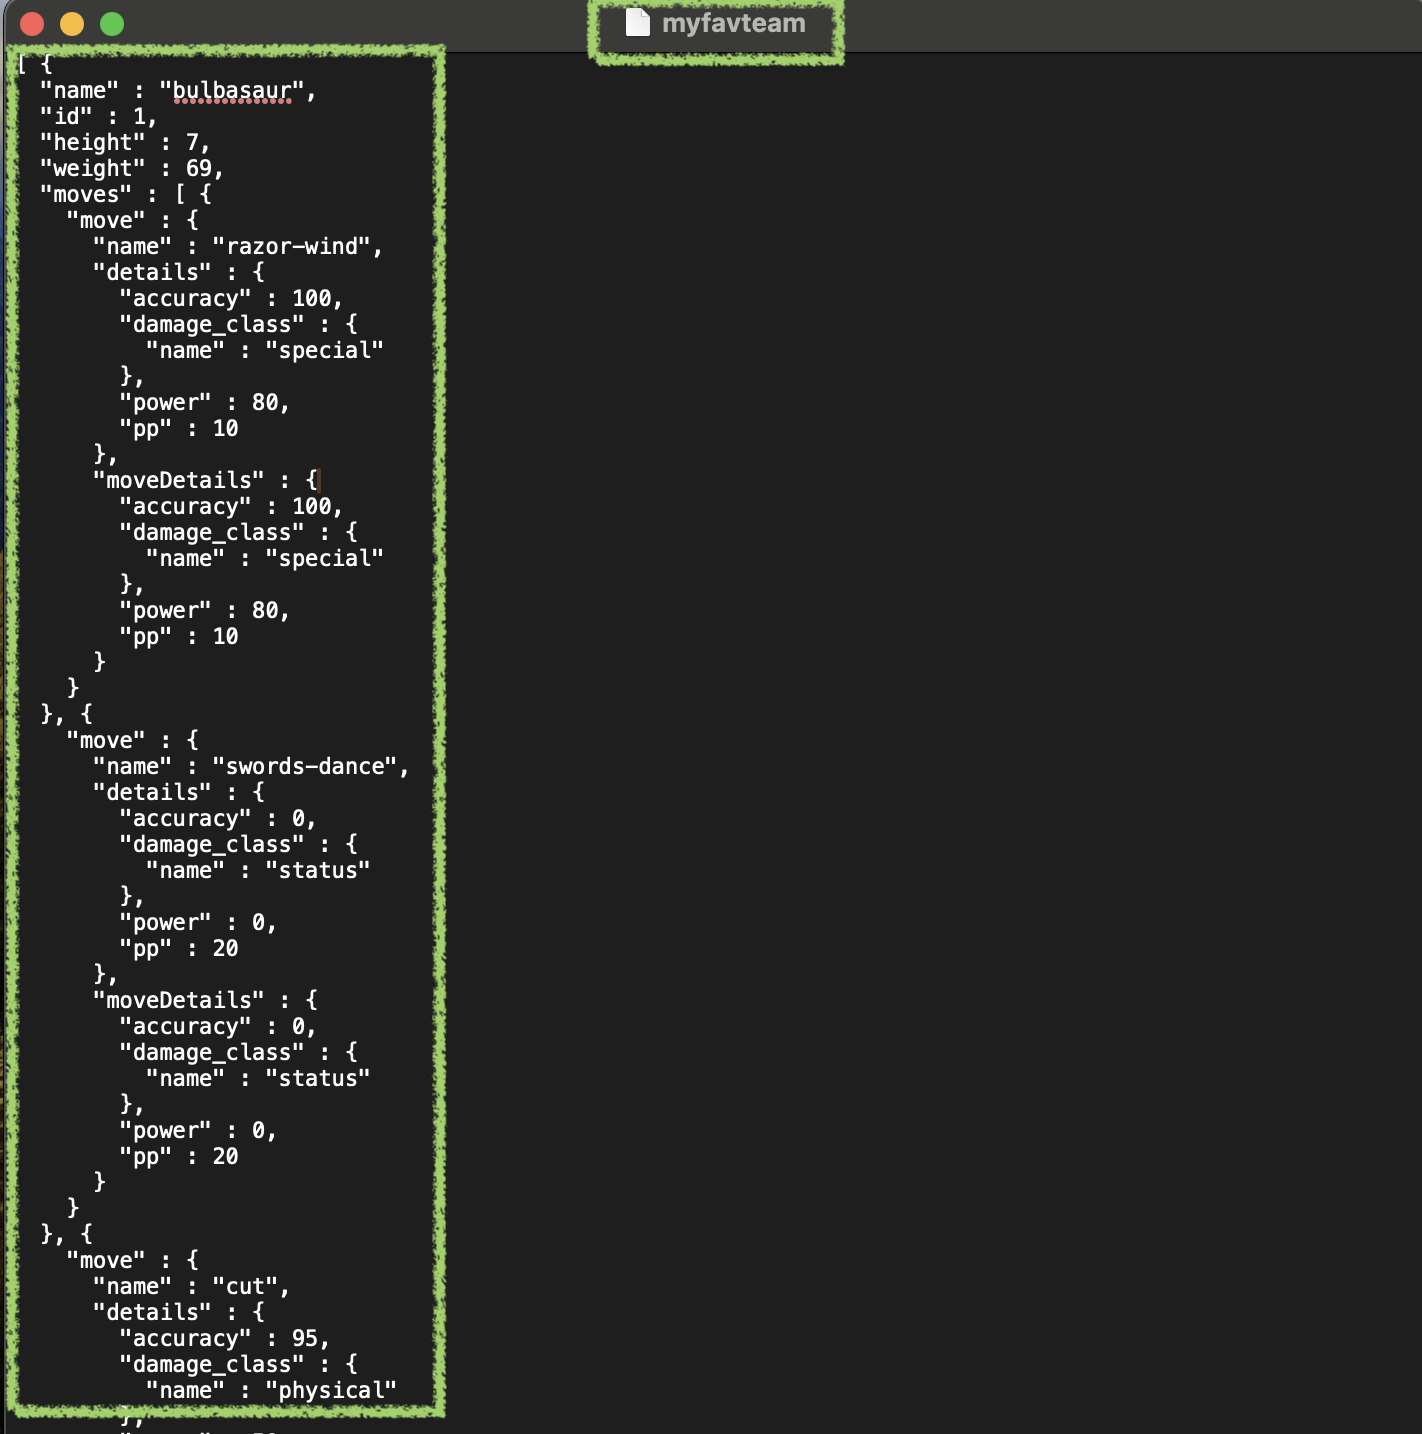 myfavteam
[ {
  "name" : "bulbasaur",
  "id" : 1,
  "height" : 7,
  "weight" : 69,
  "moves" : [ {
    "move" : {
      "name" : "razor-wind",
      "details" : {
        "accuracy" : 100,
        "damage_class" : {
          "name" : "special"
        },
        "power" : 80,
        "pp" : 10
      },
      "moveDetails" : {
        "accuracy" : 100,
        "damage_class" : {
          "name" : "special"
        },
        "power" : 80,
        "pp" : 10
      }
    }
  }, {
    "move" : {
      "name" : "swords-dance",
      "details" : {
        "accuracy" : 0,
        "damage_class" : {
          "name" : "status"
        },
        "power" : 0,
        "pp" : 20
      },
      "moveDetails" : {
        "accuracy" : 0,
        "damage_class" : {
          "name" : "status"
        },
        "power" : 0,
        "pp" : 20
      }
    }
  }, {
    "move" : {
      "name" : "cut",
      "details" : {
        "accuracy" : 95,
        "damage_class" : {
          "name" : "physical"
        },